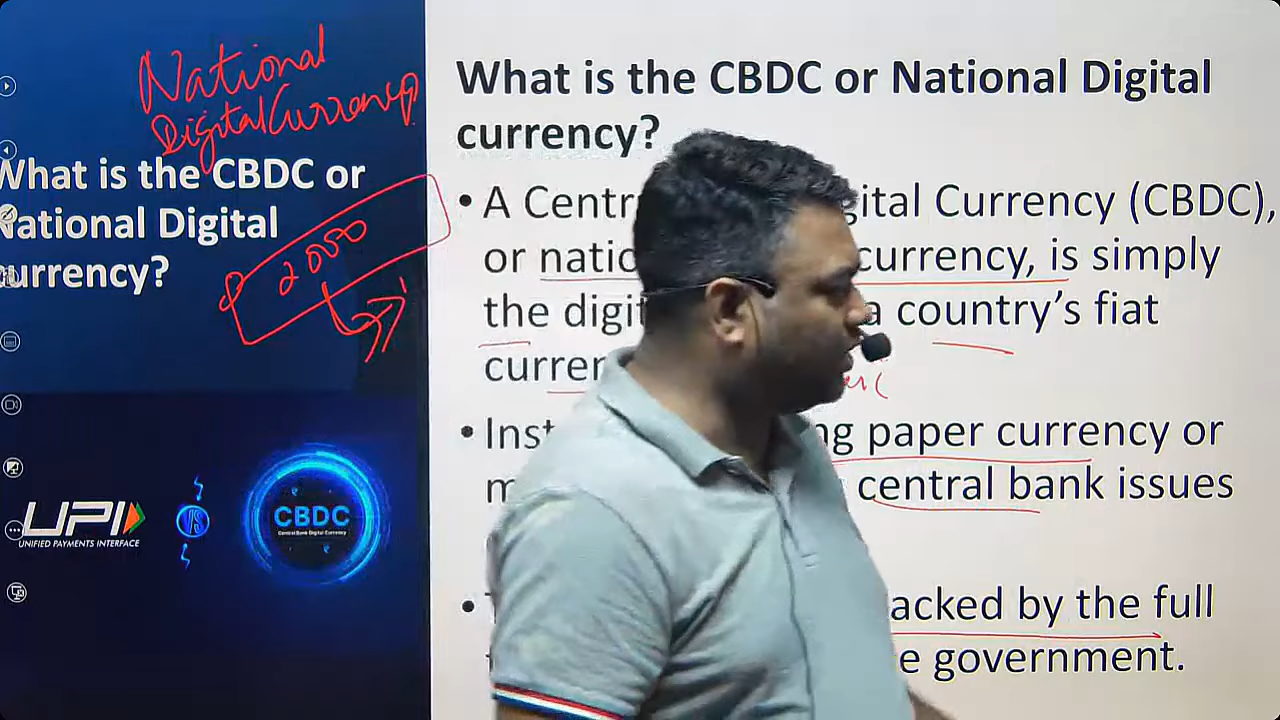 National
Digital Currency
What is the CBDC or
National Digital
currency?
2000
UPI
UNIFIED PAYMENTS INTERFACE
VS
CBDC
Central Bank Digital Currency
What is the CBDC or National Digital
currency?
• A Centr gital Currency (CBDC),
or natio currency, is simply
the digit a country's fiat
curren
• Inst ng paper currency or
m central bank issues
• T acked by the full
e government.